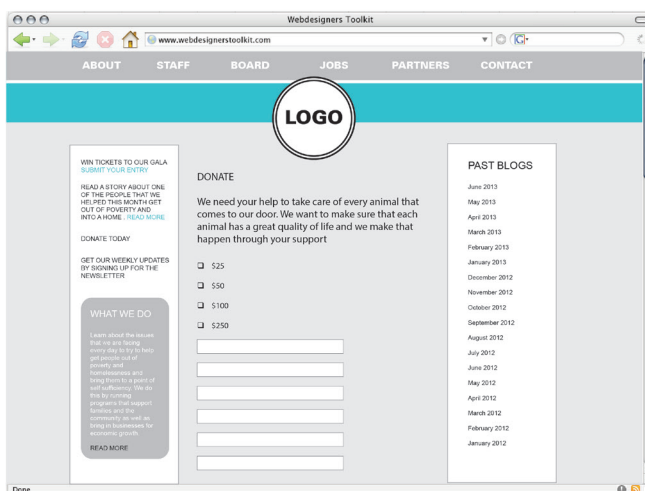 Webdesigners Toolkit
www.webdesignerstoolkit.com
G
ABOUT STAFF BOARD JOBS PARTNERS CONTACT
LOGO
WIN TICKETS TO OUR GALA
SUBMIT YOUR ENTRY
READ A STORY ABOUT ONE
OF THE PEOPLE THAT WE
HELPED THIS MONTH GET
OUT OF POVERTY AND
INTO A HOME . READ MORE
DONATE TODAY
GET OUR WEEKLY UPDATES
BY SIGNING UP FOR THE
NEWSLETTER
WHAT WE DO
Learn about the issues
that we are facing
every day to try to help
get people out of
poverty and
homelessness and
bring them to a point of
self sufficiency. We do
this by running
programs that support
families and the
community as well as
bring in businesses for
economic growth.
READ MORE
DONATE
We need your help to take care of every animal that
comes to our door. We want to make sure that each
animal has a great quality of life and we make that
happen through your support
$25
$50
$100
$250
PAST BLOGS
June 2013
May 2013
April 2013
March 2013
February 2013
January 2013
December 2012
November 2012
October 2012
September 2012
August 2012
July 2012
June 2012
May 2012
April 2012
March 2012
February 2012
January 2012
Done